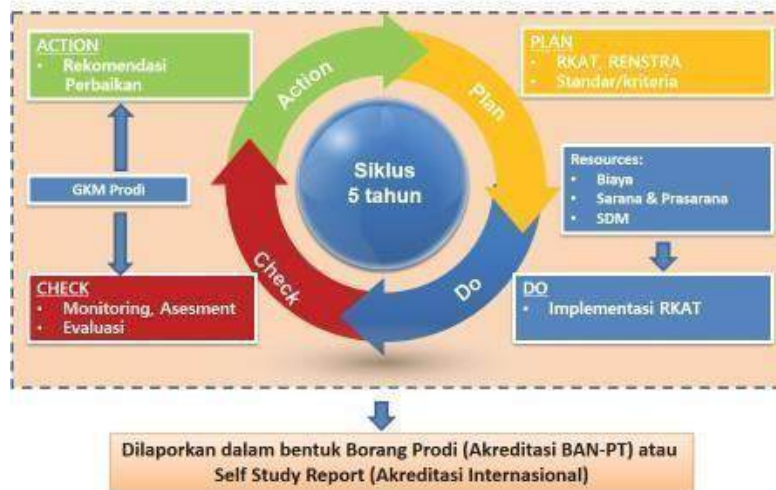 ACTION
• Rekomendasi
Perbaikan
PLAN
• RKAT, RENSTRA
• Standar/kriteria
Action
Plan
Siklus
5 tahun
Check
Do
GKM Prodi
Resources:
• Biaya
• Sarana & Prasarana
• SDM
CHECK
• Monitoring, Asesment
• Evaluasi
DO
• Implementasi RKAT
Dilaporkan dalam bentuk Borang Prodi (Akreditasi BAN-PT) atau
Self Study Report (Akreditasi Internasional)